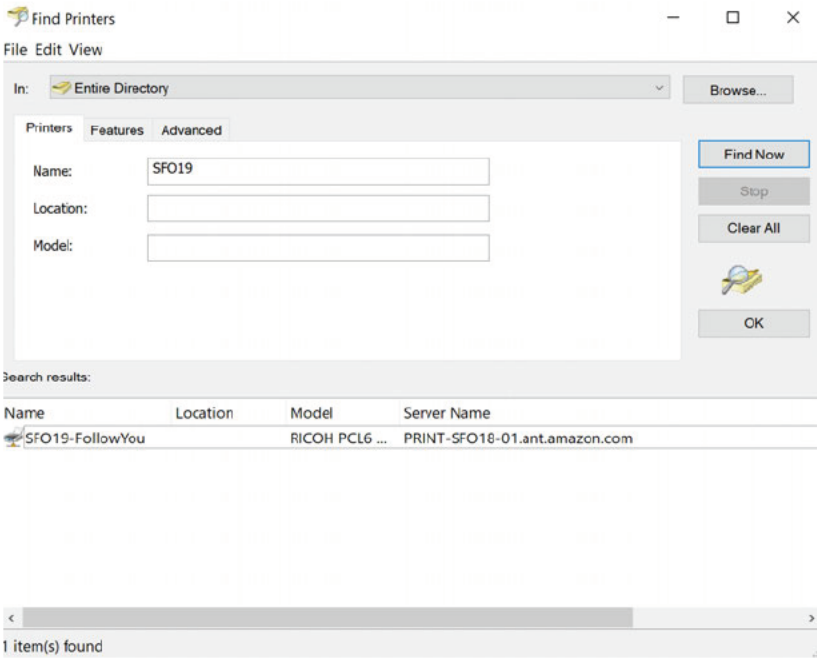 Find Printers
File Edit View
In: Entire Directory Browse...
Printers Features Advanced
Find Now
Name: SFO19
Stop
Location:
Clear All
Model:
OK
Search results:
Name Location Model Server Name
SFO19-FollowYou RICOH PCL6 ... PRINT-SFO18-01.ant.amazon.com
1 item(s) found